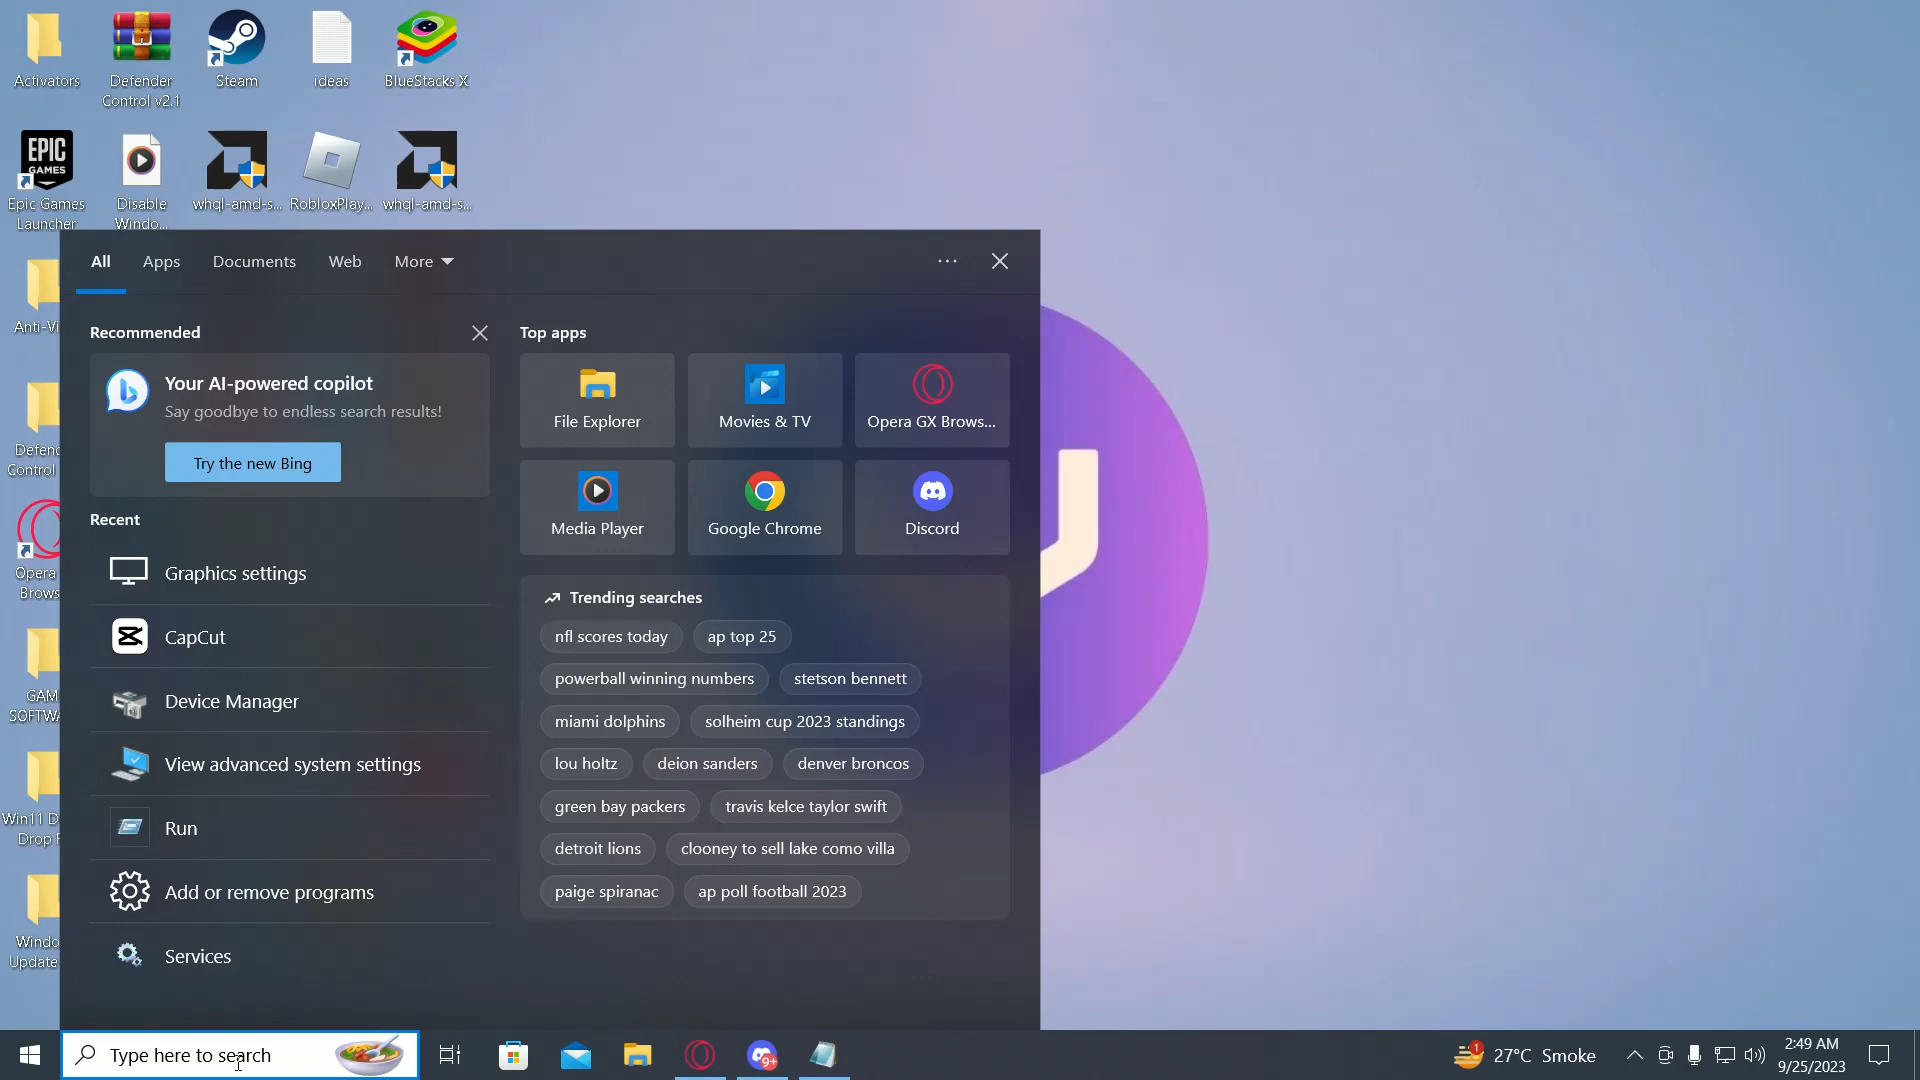 Activators
Defender
Control v2.1
Steam
ideas
BlueStacks X
EPIC
GAMES
Epic Games
Launcher
Disable
Windo...
whql-amd-s...
RobloxPlay...
whql-amd-s...
Anti-Vi
Defend
Control
Opera
Brows
GAM
SOFTWA
Win11 D
Drop F
Windo
Update
All
Apps
Documents
Web
More
Recommended
Your AI-powered copilot
Say goodbye to endless search results!
Try the new Bing
Recent
Graphics settings
CapCut
Device Manager
View advanced system settings
Run
Add or remove programs
Services
Top apps
File Explorer
Movies & TV
Opera GX Brows...
Media Player
Google Chrome
Discord
Trending searches
nfl scores today
ap top 25
powerball winning numbers
stetson bennett
miami dolphins
solheim cup 2023 standings
lou holtz
deion sanders
denver broncos
green bay packers
travis kelce taylor swift
detroit lions
clooney to sell lake como villa
paige spiranac
ap poll football 2023
Type here to search
9+
1
27°C Smoke
2:49 AM
9/25/2023